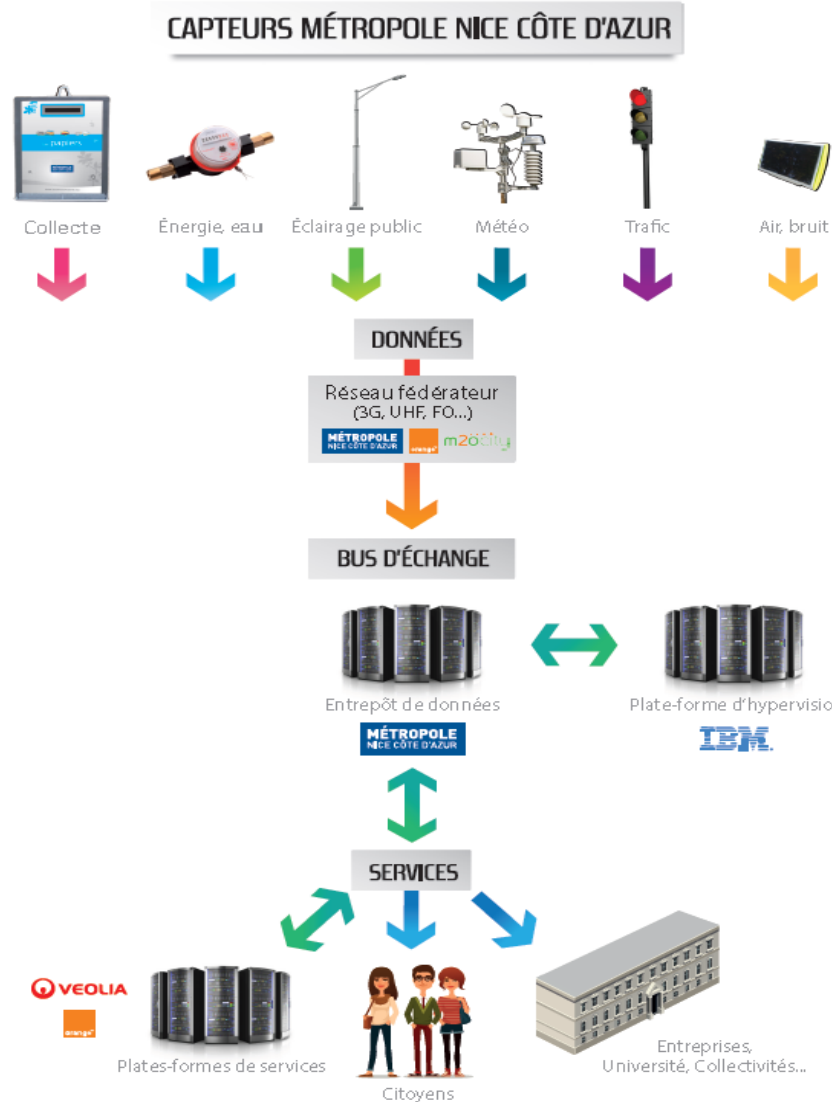 CAPTEURS MÉTROPOLE NICE CÔTE D'AZUR
... papiers
MÉTROPOLE
Collecte
Énergie, eau
Éclairage public
Météo
Trafic
Air, bruit
DONNÉES
Réseau fédérateur
(3G, UHF, FO...)
MÉTROPOLE
NICE CÔTE D'AZUR
orange
m2ocity
BUS D'ÉCHANGE
Entrepôt de données
MÉTROPOLE
NICE CÔTE D'AZUR
Plate-forme d'hypervisio
IBM
SERVICES
VEOLIA
orange
Plates-formes de services
Citoyens
Entreprises,
Université, Collectivités...